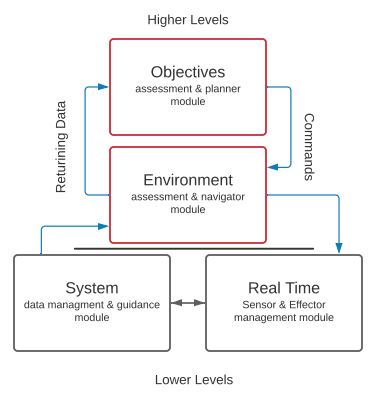 Higher Levels
Objectives
assessment & planner
module
Returining Data
Commands
Environment
assessment & navigator
module
System
data managment & guidance
module
Real Time
Sensor & Effector
management module
Lower Levels